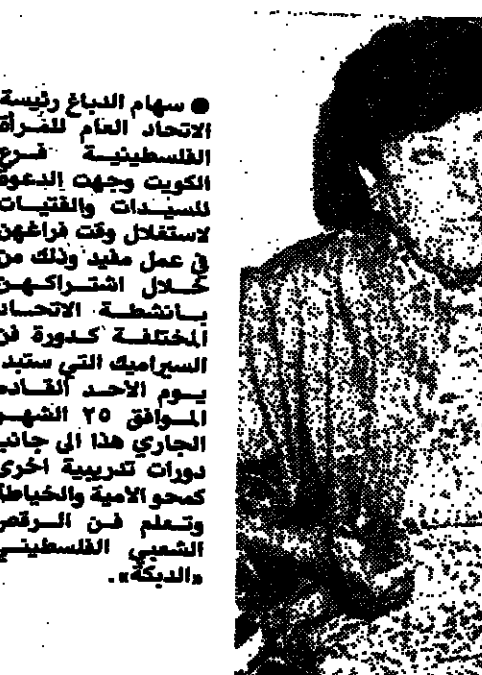 ● سهام الدباغ رئيسة
الاتحاد العام للمرأة
الفلسطينية فرع
الكويت وجهت الدعوة
للسيدات والفتيات
لاستغلال وقت فراغهن
في عمل مفيد وذلك من
خلال اشتراكهن
بانشطة الاتحاد
المختلفة كدورة فن
السيراميك التي ستبد
يوم الاحد القادم
الموافق ٢٥ الشهر
الجاري هذا الى جانب
دورات تدريبية اخرى
كمحو الامية والخياطة
وتعلم فن الرقص
الشعبي الفلسطيني
«الدبكة».